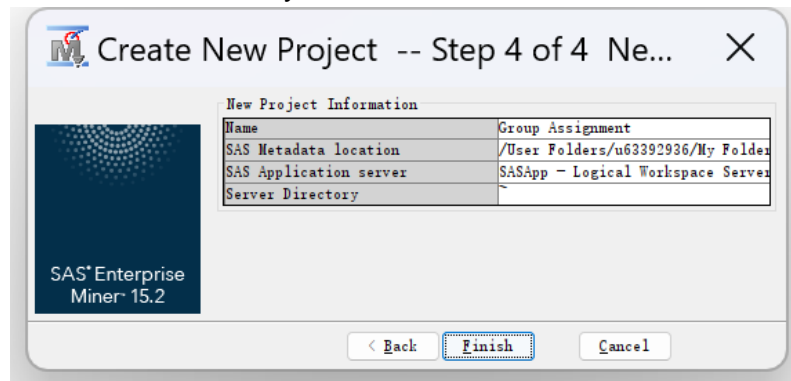 Create New Project -- Step 4 of 4 Ne...
New Project Information
Name Group Assignment
SAS Metadata location /User Folders/u63392936/My Folder
SAS Application server SASApp - Logical Workspace Server
Server Directory ~
SAS® Enterprise
Miner™ 15.2
< Back Finish Cancel